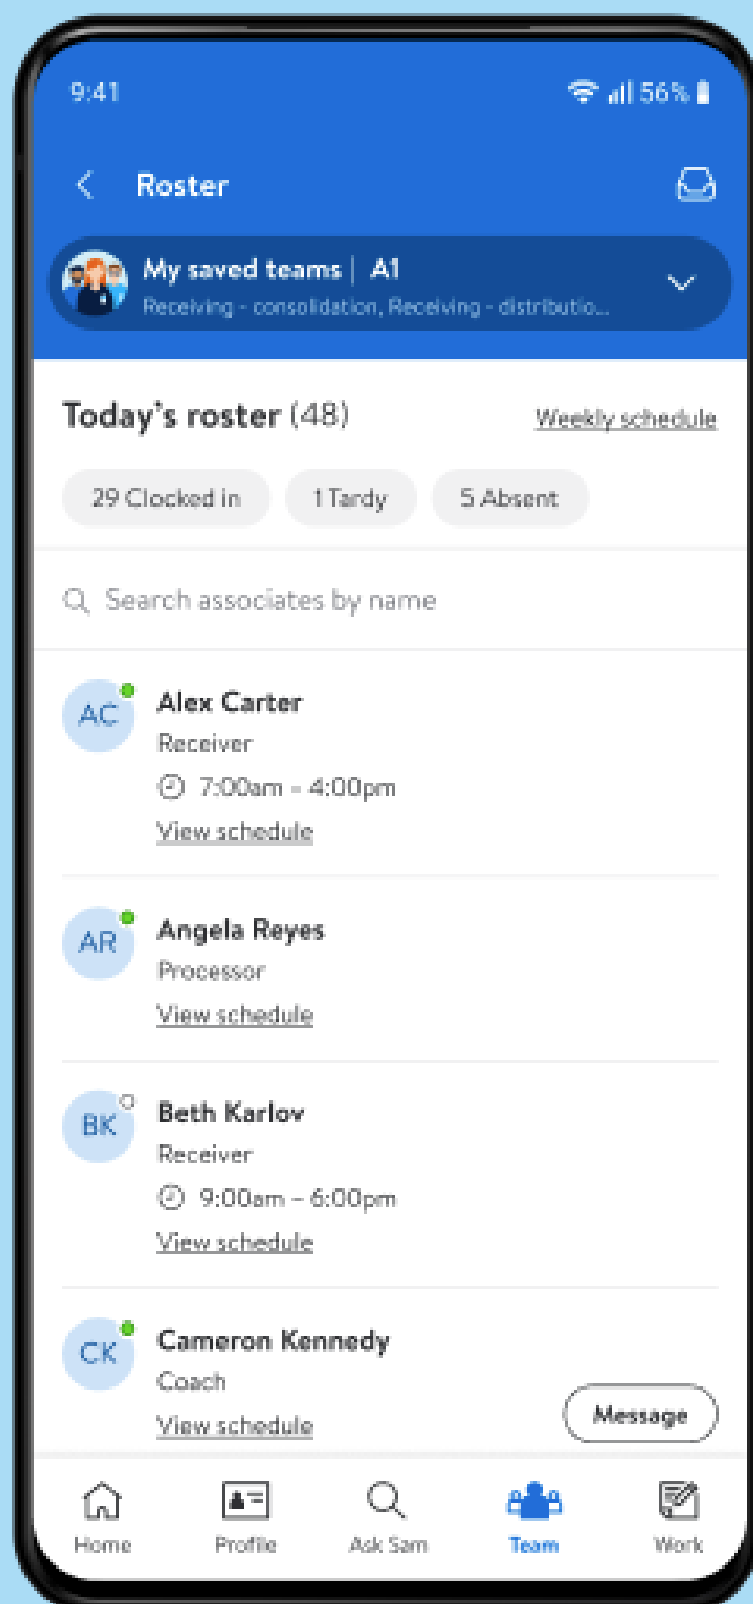 9:41
56%
Roster
My saved teams | A1
Receiving - consolidation, Receiving - distributio...
Today's roster (48)
Weekly schedule
29 Clocked in
1 Tardy
5 Absent
Search associates by name
AC
Alex Carter
Receiver
7:00am - 4:00pm
View schedule
AR
Angela Reyes
Processor
View schedule
BK
Beth Karlov
Receiver
9:00am – 6:00pm
View schedule
CK
Cameron Kennedy
Coach
View schedule
Message
Home
Profile
Ask Sam
Team
Work